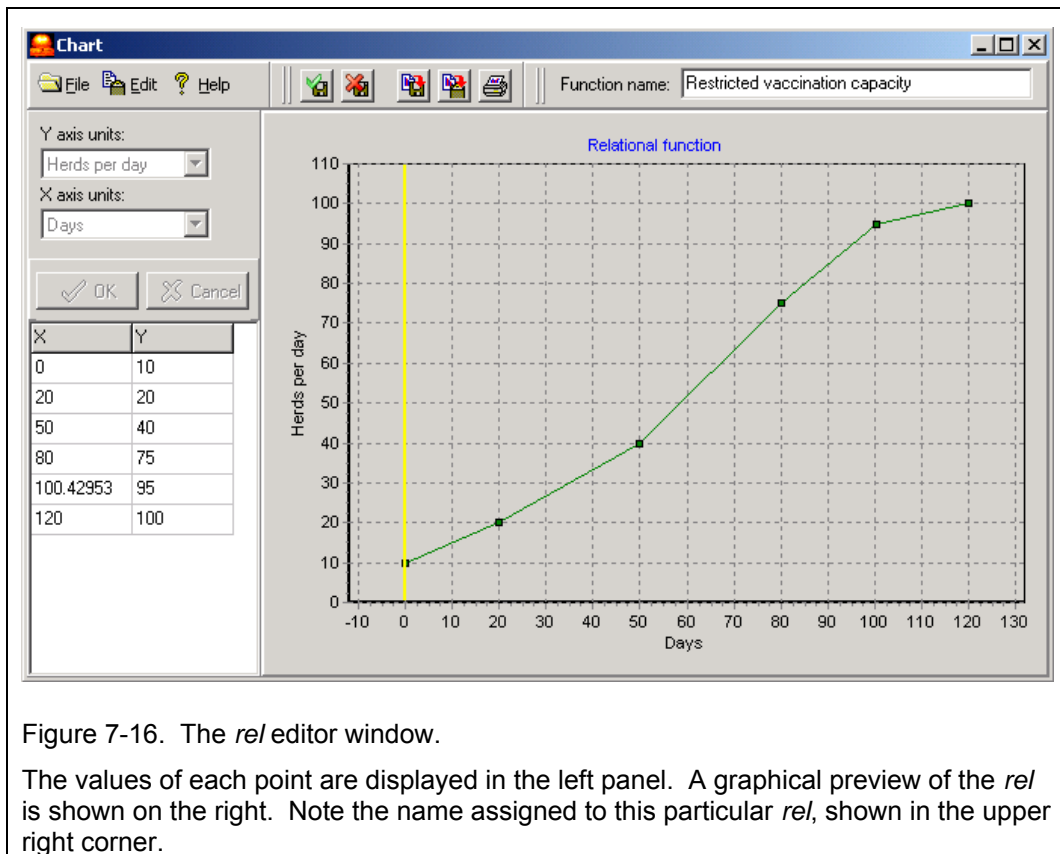 Chart
File Edit Help Function name: Restricted vaccination capacity
Y axis units:
Herds per day
X axis units:
Days
OK Cancel
X Y
0 10
20 20
50 40
80 75
100.42953 95
120 100
Relational function
110
100
90
80
70
60
50
40
30
20
10
0
Herds per day
-10 0 10 20 30 40 50 60 70 80 90 100 110 120 130
Days
Figure 7-16. The rel editor window.
The values of each point are displayed in the left panel. A graphical preview of the rel
is shown on the right. Note the name assigned to this particular rel, shown in the upper
right corner.